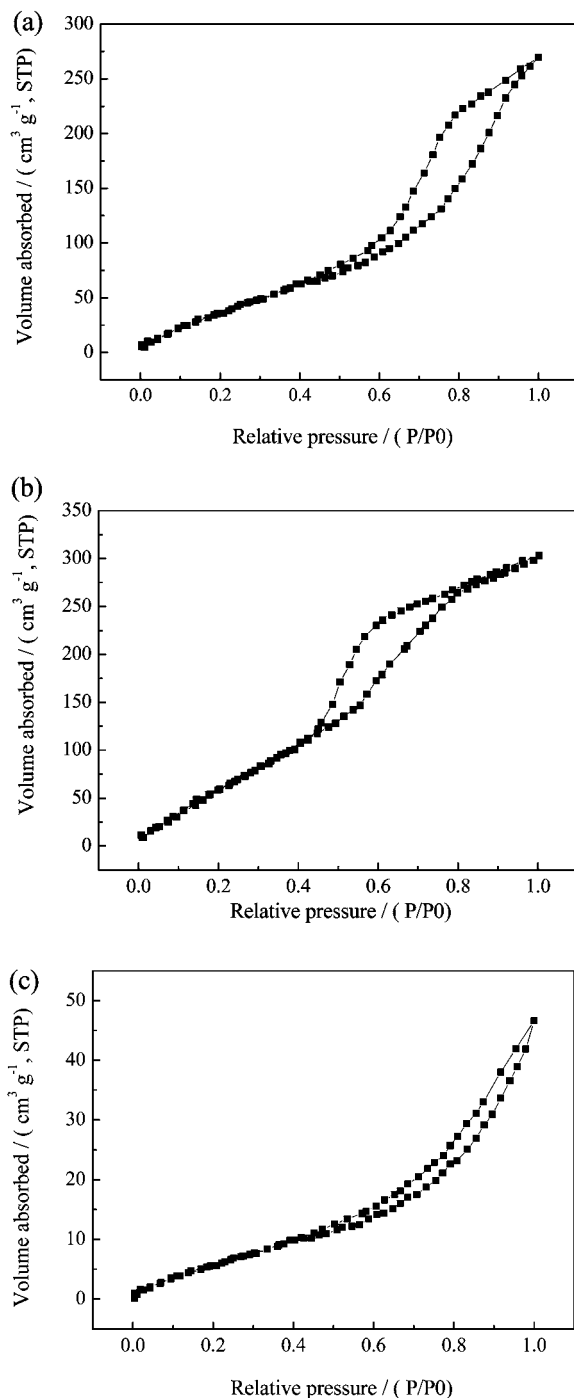 (a)
300
250
200
150
100
50
0
Volume absorbed / ( cm³ g⁻¹, STP)
0.0 0.2 0.4 0.6 0.8 1.0
Relative pressure / ( P/P0)
(b)
350
300
250
200
150
100
50
0
Volume absorbed / ( cm³ g⁻¹, STP)
0.0 0.2 0.4 0.6 0.8 1.0
Relative pressure / ( P/P0)
(c)
50
40
30
20
10
0
Volume absorbed / ( cm³ g⁻¹, STP)
0.0 0.2 0.4 0.6 0.8 1.0
Relative pressure / ( P/P0)